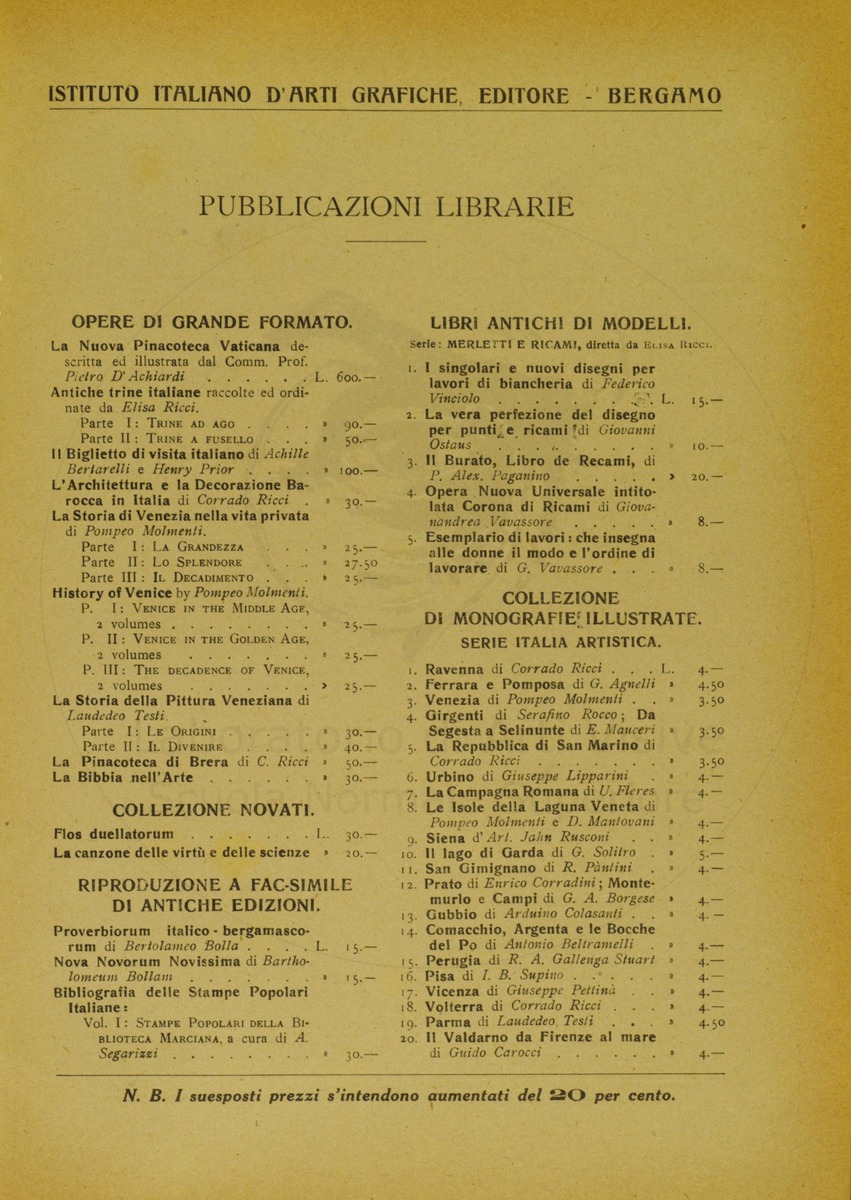 ISTITUTO ITALIANO D'ARTI GRAFICHE, EDITORE - BERGAMO
PUBBLICAZIONI LIBRARIE
OPERE DI GRANDE FORMATO.
La Nuova Pinacoteca Vaticana de-
scritta ed illustrata dal Comm. Prof.
Pietro D'Achiardi . . . . . . L. 600.—
Antiche trine italiane raccolte ed ordi-
nate da Elisa Ricci.
Parte I : TRINE AD AGO . . . . » 90.—
Parte II : TRINE A FUSELLO . . . » 50.—
Il Biglietto di visita italiano di Achille
Bertarelli e Henry Prior . . . . » 100.—
L'Architettura e la Decorazione Ba-
rocca in Italia di Corrado Ricci . » 30.—
La Storia di Venezia nella vita privata
di Pompeo Molmenti.
Parte I : LA GRANDEZZA . . . » 25.—
Parte II : LO SPLENDORE . . . » 27.50
Parte III : IL DECADIMENTO . . . » 25.—
History of Venice by Pompeo Molmenti.
P. I : VENICE IN THE MIDDLE AGE,
2 volumes . . . . . . . . » 25.—
P. II : VENICE IN THE GOLDEN AGE,
2 volumes . . . . . . . » 25.—
P. III : THE DECADENCE OF VENICE,
2 volumes . . . . . . . » 25.—
La Storia della Pittura Veneziana di
Laudedeo Testi.
Parte I : LE ORIGINI . . . . . » 30.—
Parte II : IL DIVENIRE . . . . » 40.—
La Pinacoteca di Brera di C. Ricci » 50.—
La Bibbia nell'Arte . . . . . . » 30.—
COLLEZIONE NOVATI.
Flos duellatorum . . . . . . . L. 30.—
La canzone delle virtù e delle scienze » 20.—
RIPRODUZIONE A FAC-SIMILE
DI ANTICHE EDIZIONI.
Proverbiorum italico - bergamasco-
rum di Bertolameo Bolla . . . . L. 15.—
Nova Novorum Novissima di Bartho-
lomeum Bollam . . . . . . . » 15.—
Bibliografia delle Stampe Popolari
Italiane :
Vol. I : STAMPE POPOLARI DELLA BI-
BLIOTECA MARCIANA, a cura di A.
Segarizzi . . . . . . . . » 30.—
LIBRI ANTICHI DI MODELLI.
Serie : MERLETTI E RICAMI, diretta da ELISA RICCI.
1. I singolari e nuovi disegni per
lavori di biancheria di Federico
Vinciolo . . . . . . . . L. 15.—
2. La vera perfezione del disegno
per punti e ricami di Giovanni
Ostaus . . . . . . . . » 10.—
3. Il Burato, Libro de Recami, di
P. Alex. Paganino . . . . . » 20.—
4. Opera Nuova Universale intito-
lata Corona di Ricami di Giova-
nandrea Vavassore . . . . . » 8.—
5. Esemplario di lavori : che insegna
alle donne il modo e l'ordine di
lavorare di G. Vavassore . . . » 8.—
COLLEZIONE
DI MONOGRAFIE ILLUSTRATE.
SERIE ITALIA ARTISTICA.
1. Ravenna di Corrado Ricci . . . L. 4.—
2. Ferrara e Pomposa di G. Agnelli » 4.50
3. Venezia di Pompeo Molmenti . . » 3.50
4. Girgenti di Serafino Rocco ; Da
Segesta a Selinunte di E. Mauceri » 3.50
5. La Repubblica di San Marino di
Corrado Ricci . . . . . . . » 3.50
6. Urbino di Giuseppe Lipparini . » 4.—
7. La Campagna Romana di U. Fleres » 4.—
8. Le Isole della Laguna Veneta di
Pompeo Molmenti e D. Mantovani » 4.—
9. Siena d'Art. Jahn Rusconi . . » 4.—
10. Il lago di Garda di G. Solitro . » 5.—
11. San Gimignano di R. Pàntini . » 4.—
12. Prato di Enrico Corradini ; Monte-
murlo e Campi di G. A. Borgese » 4.—
13. Gubbio di Arduino Colasanti . . » 4.—
14. Comacchio, Argenta e le Bocche
del Po di Antonio Beltramelli . » 4.—
15. Perugia di R. A. Gallenga Stuart » 4.—
16. Pisa di I. B. Supino . . . . . » 4.—
17. Vicenza di Giuseppe Pettinà . . » 4.—
18. Volterra di Corrado Ricci . . . » 4.—
19. Parma di Laudedeo Testi . . . » 4.50
20. Il Valdarno da Firenze al mare
di Guido Carocci . . . . . . » 4.—
N. B. I suesposti prezzi s'intendono aumentati del 20 per cento.